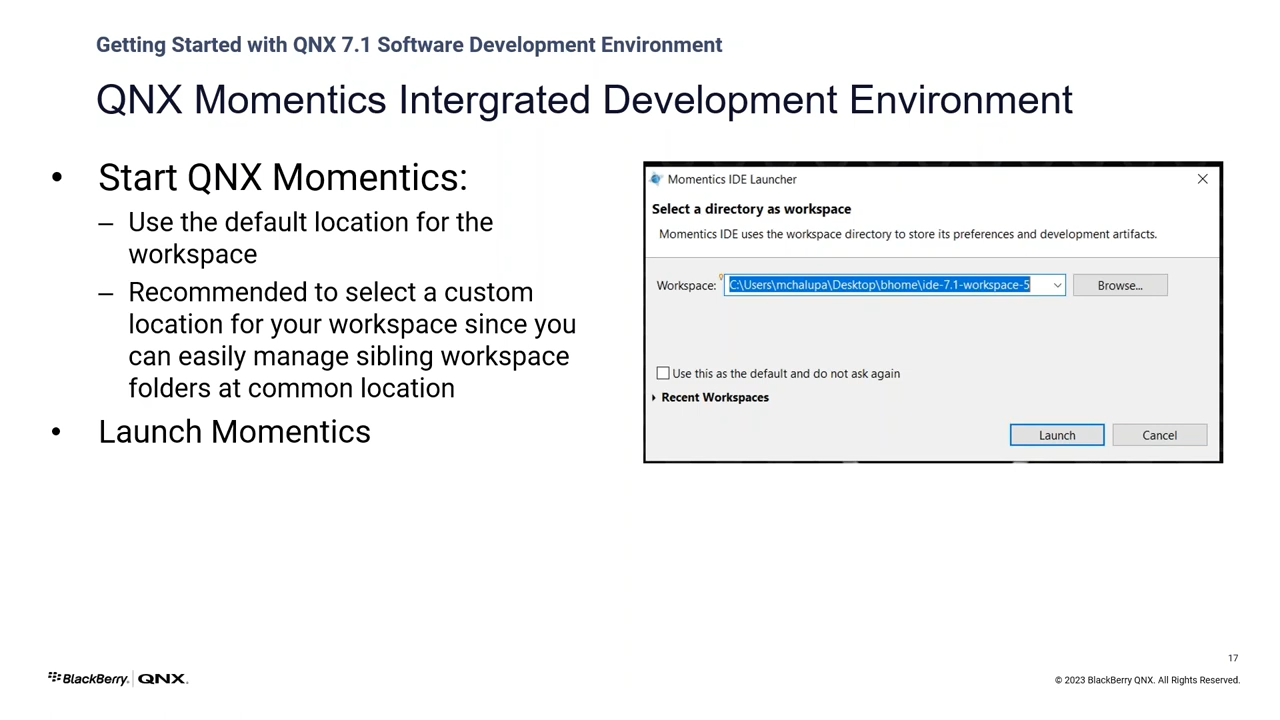 Getting Started with QNX 7.1 Software Development Environment
QNX Momentics Intergrated Development Environment
• Start QNX Momentics:
– Use the default location for the
workspace
– Recommended to select a custom
location for your workspace since you
can easily manage sibling workspace
folders at common location
• Launch Momentics
Momentics IDE Launcher
Select a directory as workspace
Momentics IDE uses the workspace directory to store its preferences and development artifacts.
Workspace: C:\Users\mchalupa\Desktop\bhome\ide-7.1-workspace-5 Browse...
Use this as the default and do not ask again
Recent Workspaces
Launch Cancel
17
BlackBerry. QNX.
© 2023 BlackBerry QNX. All Rights Reserved.